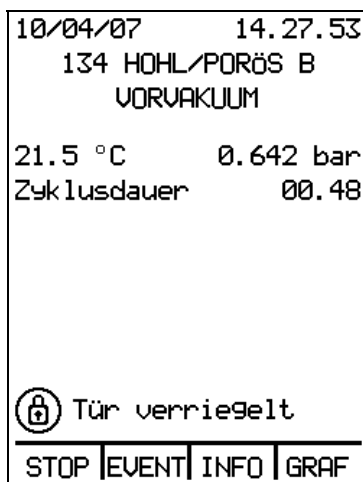 10/04/07 14.27.53
134 HOHL/PORöS B
VORVAKUUM
21.5 °C 0.642 bar
Zyklusdauer 00.48
Tür verriegelt
STOP EVENT INFO GRAF